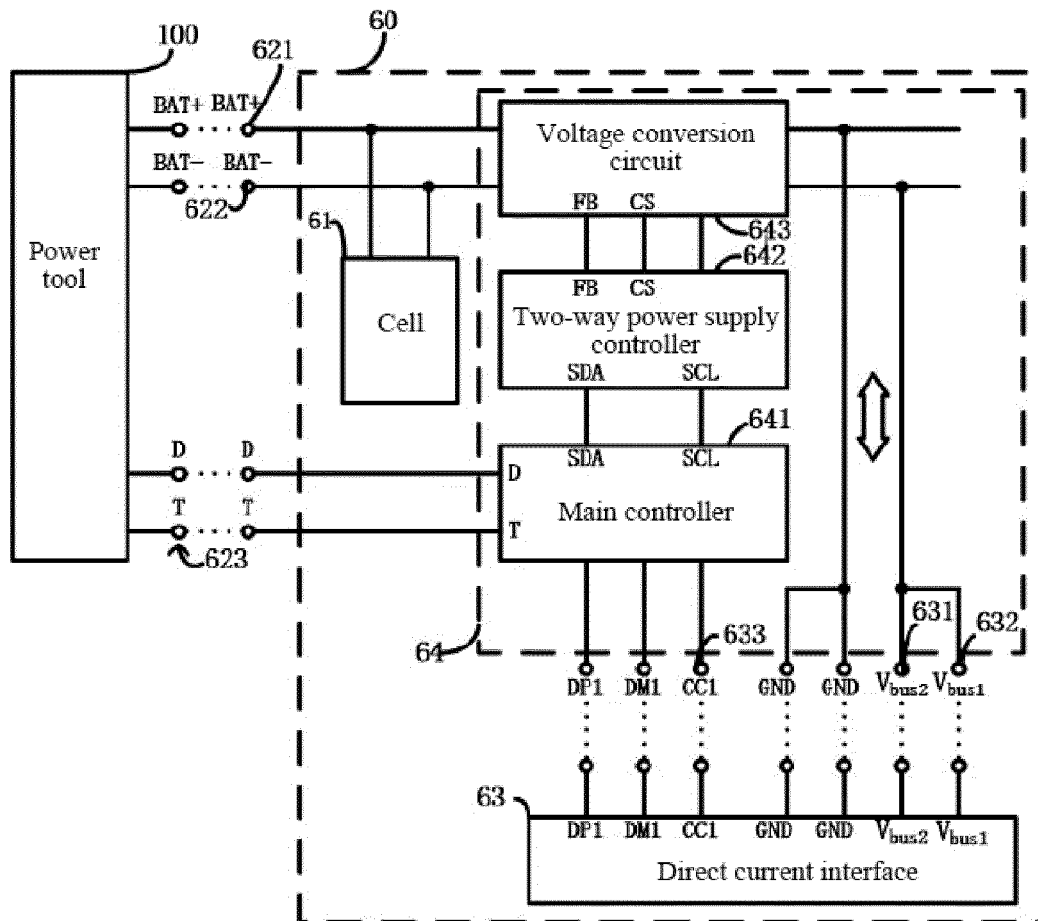 100
60
621
BAT+ BAT+
BAT- BAT-
622
Power
tool
61
Cell
Voltage conversion
circuit
FB CS
643
642
FB CS
Two-way power supply
controller
SDA SCL
641
SDA SCL
D D D
Main controller
T T T
623
64
633 631 632
DP1 DM1 CC1 GND GND Vbus2 Vbus1
63
DP1 DM1 CC1 GND GND Vbus2 Vbus1
Direct current interface